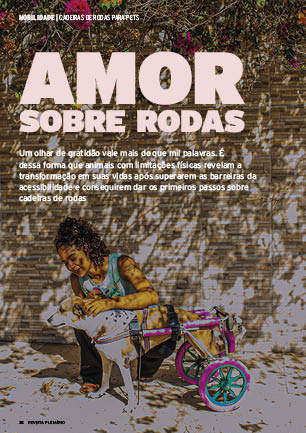 MOBILIDADE | CADEIRAS DE RODAS PARA PETS
AMOR
SOBRE RODAS
Um olhar de gratidão vale mais do que mil palavras. É
dessa forma que animais com limitações físicas revelam a
transformação em suas vidas após superarem as barreiras da
acessibilidade e conseguirem dar os primeiros passos sobre
cadeiras de rodas
REVISTA PLENÁRIO